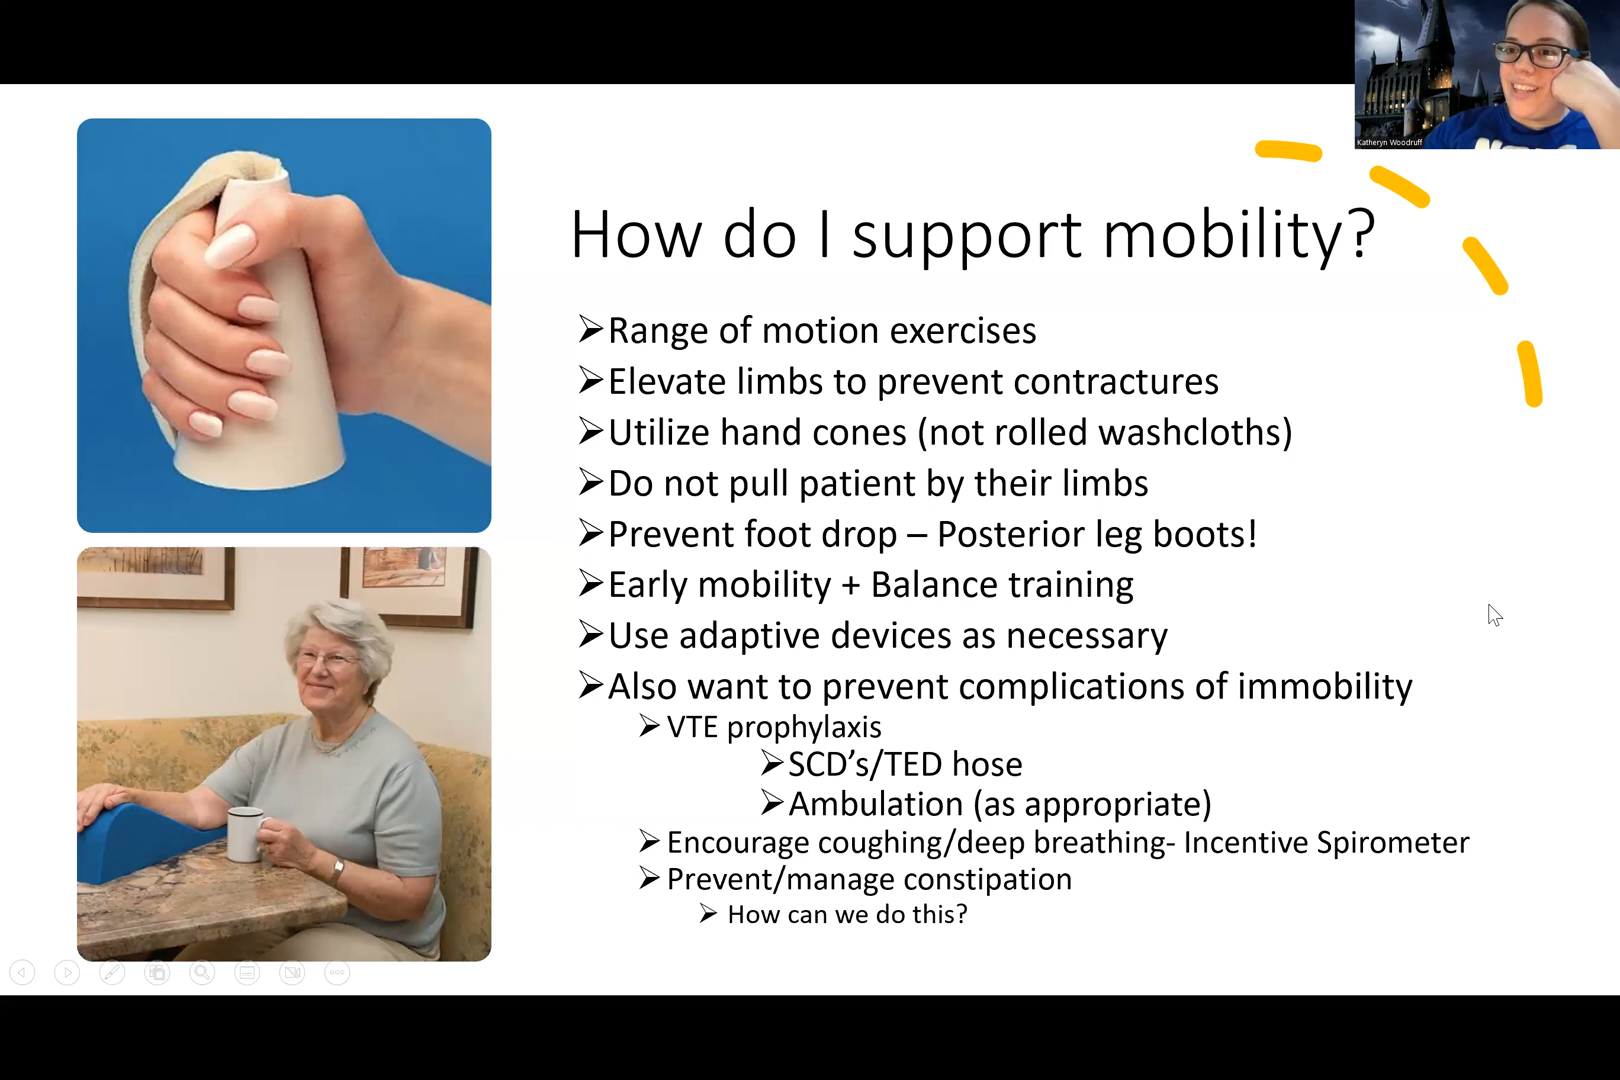 Katheryn Woodruff
How do I support mobility?
➢Range of motion exercises
➢Elevate limbs to prevent contractures
➢Utilize hand cones (not rolled washcloths)
➢Do not pull patient by their limbs
➢Prevent foot drop – Posterior leg boots!
➢Early mobility + Balance training
➢Use adaptive devices as necessary
➢Also want to prevent complications of immobility
➢VTE prophylaxis
➢SCD’s/TED hose
➢Ambulation (as appropriate)
➢Encourage coughing/deep breathing- Incentive Spirometer
➢Prevent/manage constipation
➢ How can we do this?